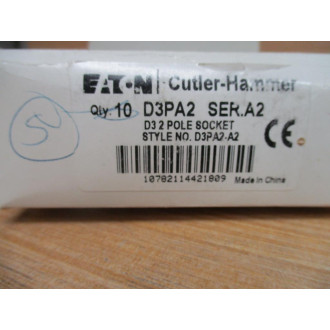 EATON Cutler-Hammer
Qty. 10 D3PA2 SER.A2
D3 2 POLE SOCKET
STYLE NO. D3PA2-A2
CE
10782114421809 Made in China